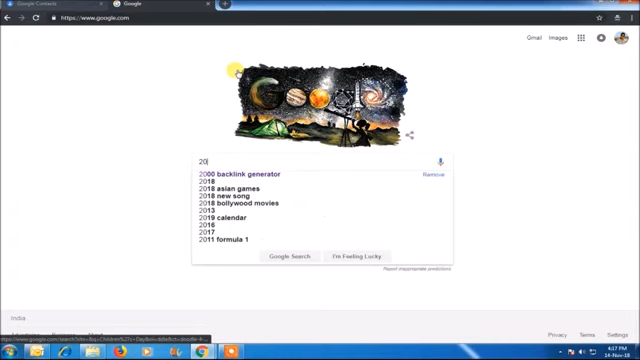 Google Contacts
Google
https://www.google.com
Gmail Images
Google
20
2000 backlink generator
Remove
2018
2018 asian games
2018 new song
2018 bollywood movies
2013
2019 calendar
2016
2017
2011 formula 1
Google Search
I'm Feeling Lucky
Report inappropriate predictions
India
Privacy Terms Settings
4:17 PM
14-Nov-18